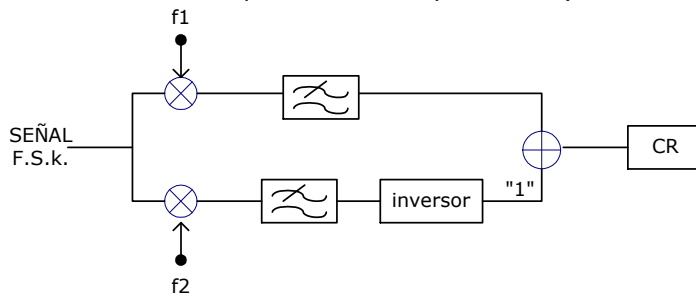 f1
SEÑAL
F.S.k.
CR
"1"
inversor
f2